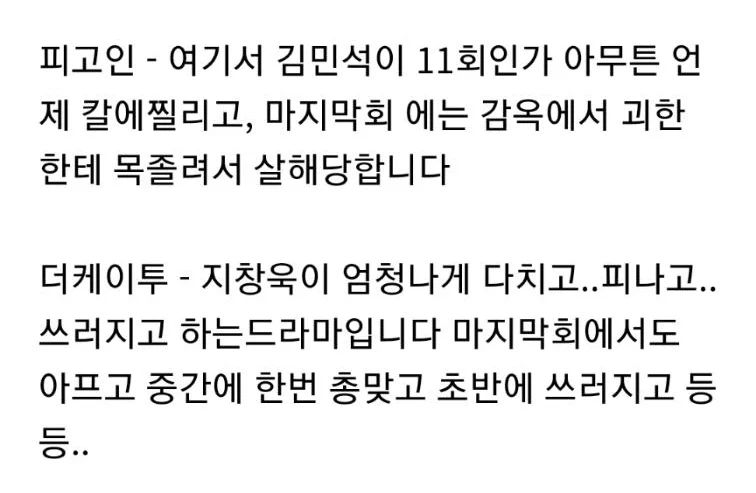 피고인 - 여기서 김민석이 11회인가 아무튼 언
제 칼에찔리고, 마지막회 에는 감옥에서 괴한
한테 목졸려서 살해당합니다
더케이투 - 지창욱이 엄청나게 다치고..피나고..
쓰러지고 하는드라마입니다 마지막회에서도
아프고 중간에 한번 총맞고 초반에 쓰러지고 등
등..